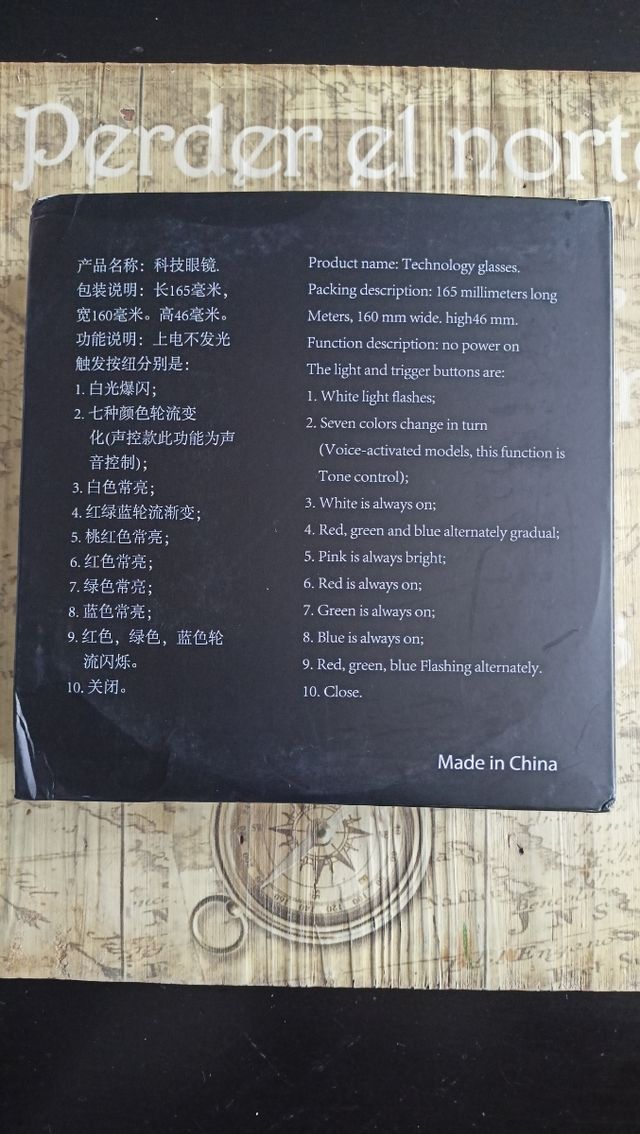 Perder el norte
产品名称：科技眼镜.
包装说明：长165毫米，
宽160毫米。高46毫米。
功能说明：上电不发光
触发按纽分别是：
1. 白光爆闪；
2. 七种颜色轮流变
化(声控款此功能为声
音控制)；
3. 白色常亮；
4. 红绿蓝轮流渐变；
5. 桃红色常亮；
6. 红色常亮；
7. 绿色常亮；
8. 蓝色常亮；
9. 红色，绿色，蓝色轮
流闪烁。
10. 关闭。
Product name: Technology glasses.
Packing description: 165 millimeters long
Meters, 160 mm wide. high46 mm.
Function description: no power on
The light and trigger buttons are:
1. White light flashes;
2. Seven colors change in turn
(Voice-activated models, this function is
Tone control);
3. White is always on;
4. Red, green and blue alternately gradual;
5. Pink is always bright;
6. Red is always on;
7. Green is always on;
8. Blue is always on;
9. Red, green, blue Flashing alternately.
10. Close.
Made in China